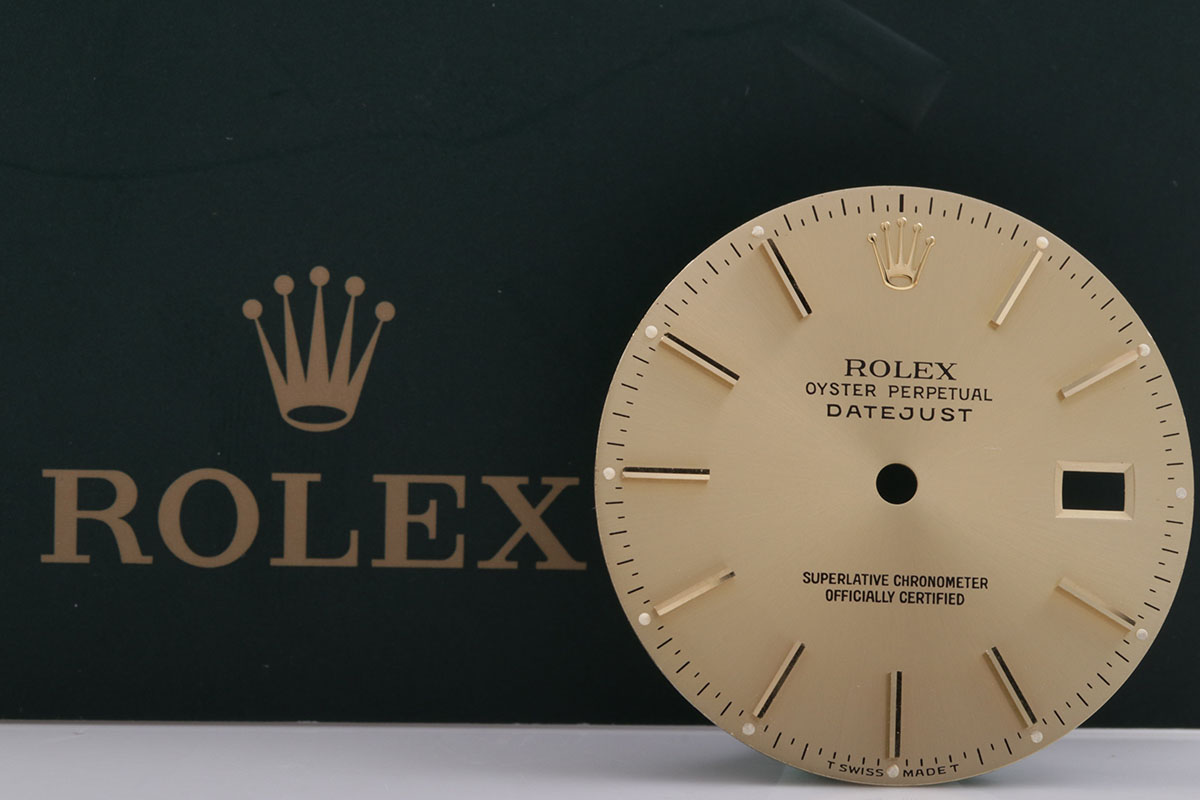 ROLEX
ROLEX
OYSTER PERPETUAL
DATEJUST
SUPERLATIVE CHRONOMETER
OFFICIALLY CERTIFIED
T SWISS MADE T